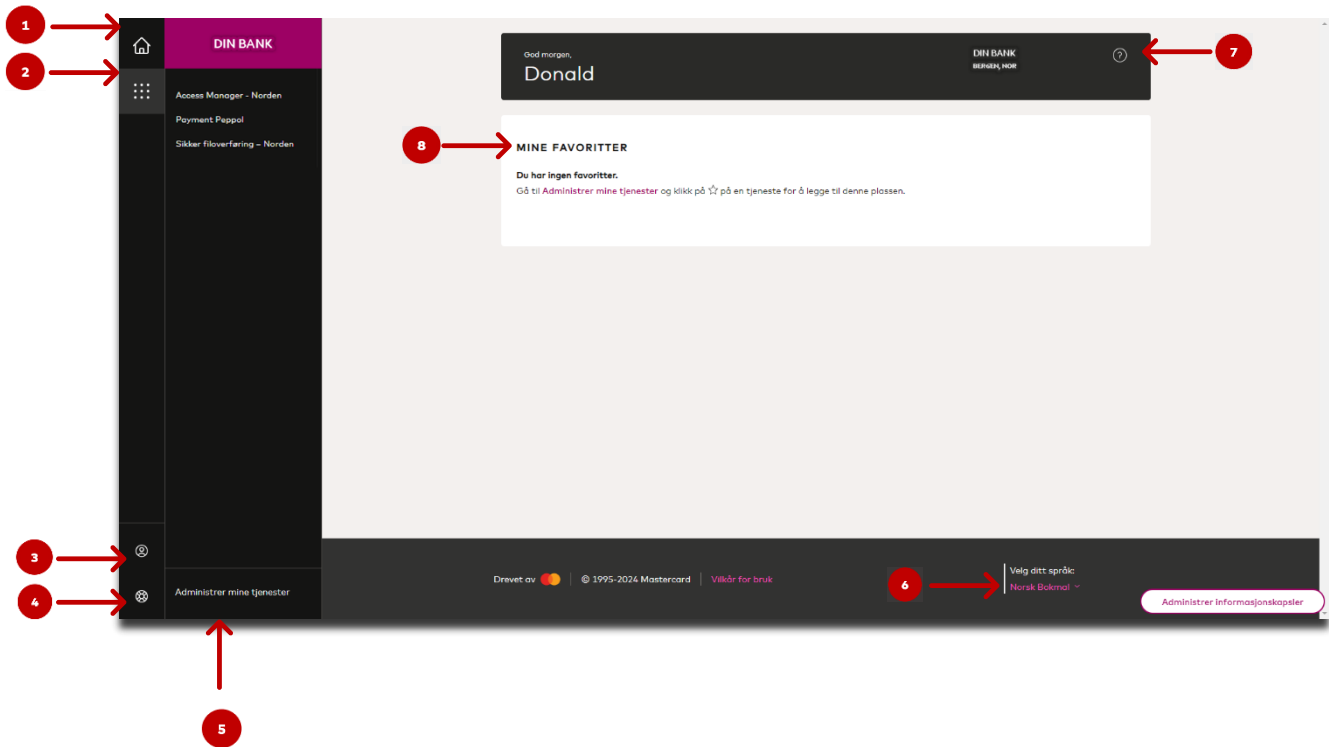 1
2
3
4
5
6
7
8
DIN BANK
Access Manager - Norden
Payment Peppol
Sikker filoverføring – Norden
Administrer mine tjenester
God morgen,
Donald
DIN BANK
BERGEN, NOR
?
MINE FAVORITTER
Du har ingen favoritter.
Gå til Administrer mine tjenester og klikk på ☆ på en tjeneste for å legge til denne plassen.
Drevet av | © 1995-2024 Mastercard | Vilkår for bruk
Velg ditt språk:
Norsk Bokmal
Administrer informasjonskapsler